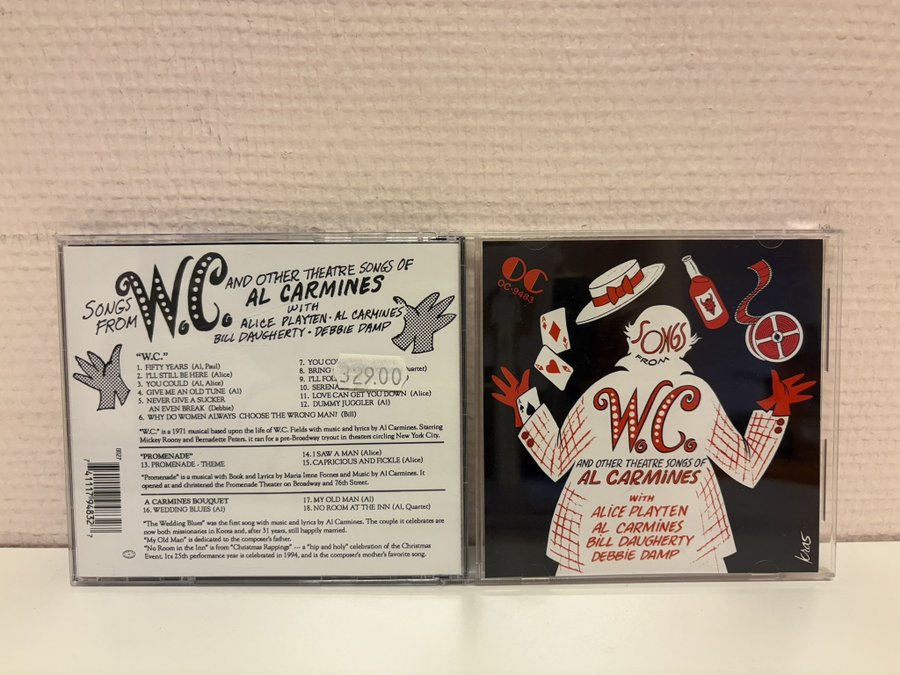 SONGS
FROM
W.C.
AND OTHER THEATRE SONGS OF
AL CARMINES
WITH
ALICE PLAYTEN · AL CARMINES
BILL DAUGHERTY · DEBBIE DAMP
"W.C."
1. FIFTY YEARS (Al, Paul)
2. I'LL STILL BE HERE (Alice)
3. YOU COULD (Al, Alice)
4. GIVE ME AN OLD TUNE (Al)
5. NEVER GIVE A SUCKER
AN EVEN BREAK (Debbie)
6. WHY DO WOMEN ALWAYS CHOOSE THE WRONG MAN? (Bill)
7. YOU
8. BRING
9. I'LL (Alice)
10.
11. LOVE CAN GET YOU DOWN (Alice)
12. DUMMY JUGGLER (Al)
329.00
"W.C." is a 1971 musical based upon the life of W.C. Fields with music and lyrics by Al Carmines. Starring
Mickey Roony and Bernadette Peters. it ran for a pre-Broadway tryout in theaters circling New York City.
"PROMENADE"
13. PROMENADE - THEME
14. I SAW A MAN (Alice)
15. CAPRICIOUS AND FICKLE (Alice)
"Promenade" is a musical with Book and Lyrics by Maria Irene Fornes and Music by Al Carmines. It
opened at and christened the Promenade Theater on Broadway and 76th Street.
A CARMINES BOUQUET
16. WEDDING BLUES (Al)
17. MY OLD MAN (Al)
18. NO ROOM AT THE INN (Al, Quartet)
"The Wedding Blues" was the first song with music and lyrics by Al Carmines. The couple it celebrates are
now both missionaries in Korea and, after 31 years, still happily married.
"My Old Man" is dedicated to the composer's father.
"No Room in the Inn" is from "Christmas Rappings" --- a "hip and holy" celebration of the Christmas
Event. Its 25th performance year is celebrated in 1994, and is the composer's mother's favorite song.
7 41117 94832 7
OC
OC-9483
SONGS
FROM
W.C.
AND OTHER THEATRE SONGS OF
AL CARMINES
WITH
ALICE PLAYTEN
AL CARMINES
BILL DAUGHERTY
DEBBIE DAMP